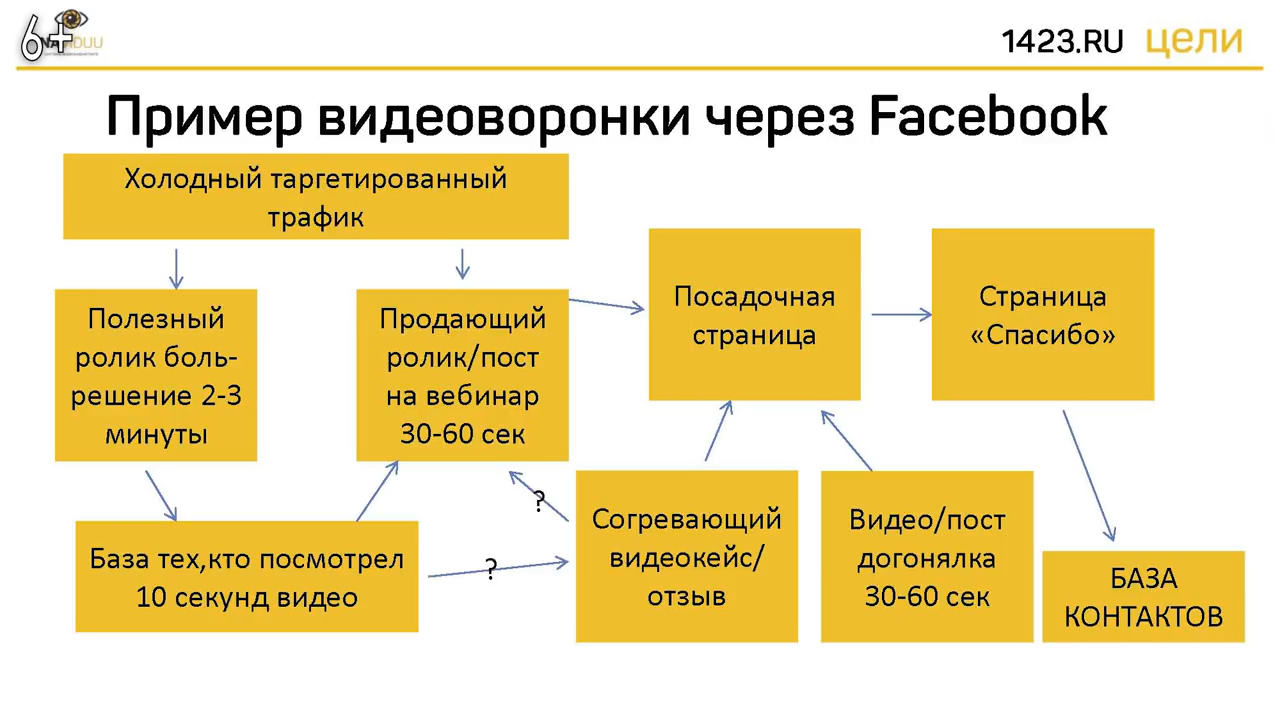 6+
1423.RU цели
Пример видеоворонки через Facebook
Холодный таргетированный
трафик
Полезный
ролик боль-
решение 2-3
минуты
Продающий
ролик/пост
на вебинар
30-60 сек
Посадочная
страница
Страница
«Спасибо»
База тех,кто посмотрел
10 секунд видео
?
?
Согревающий
видеокейс/
отзыв
Видео/пост
догонялка
30-60 сек
БАЗА
КОНТАКТОВ